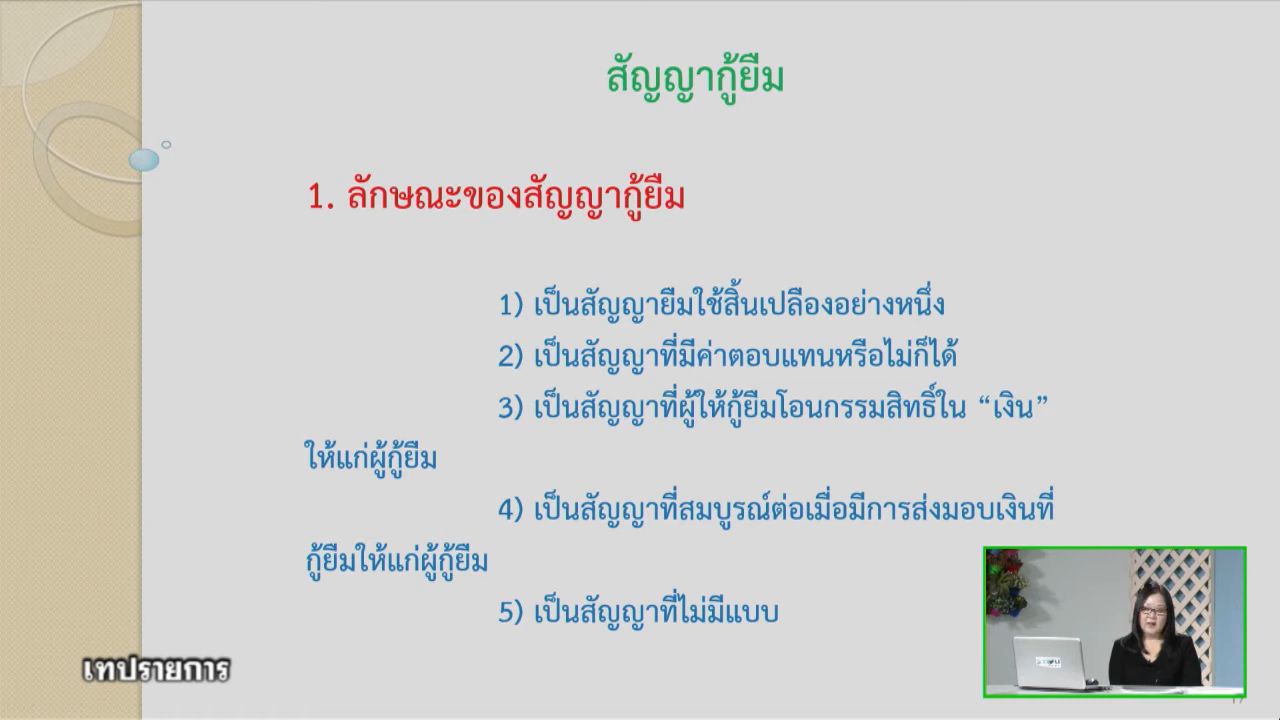 สัญญากู้ยืม
1. ลักษณะของสัญญากู้ยืม
1) เป็นสัญญายืมใช้สิ้นเปลืองอย่างหนึ่ง
2) เป็นสัญญาที่มีค่าตอบแทนหรือไม่ก็ได้
3) เป็นสัญญาที่ผู้ให้กู้ยืมโอนกรรมสิทธิ์ใน “เงิน”
ให้แก่ผู้กู้ยืม
4) เป็นสัญญาที่สมบูรณ์ต่อเมื่อมีการส่งมอบเงินที่
กู้ยืมให้แก่ผู้กู้ยืม
5) เป็นสัญญาที่ไม่มีแบบ
เทปรายการ